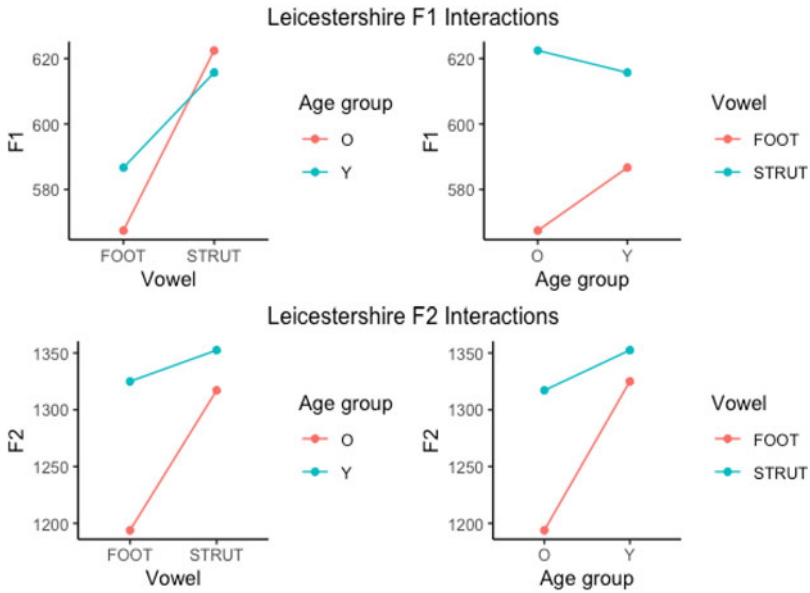 Leicestershire F1 Interactions
620
600
580
F1
FOOT
STRUT
Vowel
Age group
O
Y
620
600
580
F1
O
Y
Age group
Vowel
FOOT
STRUT
Leicestershire F2 Interactions
1350
1300
1250
1200
F2
FOOT
STRUT
Vowel
Age group
O
Y
1350
1300
1250
1200
F2
O
Y
Age group
Vowel
FOOT
STRUT